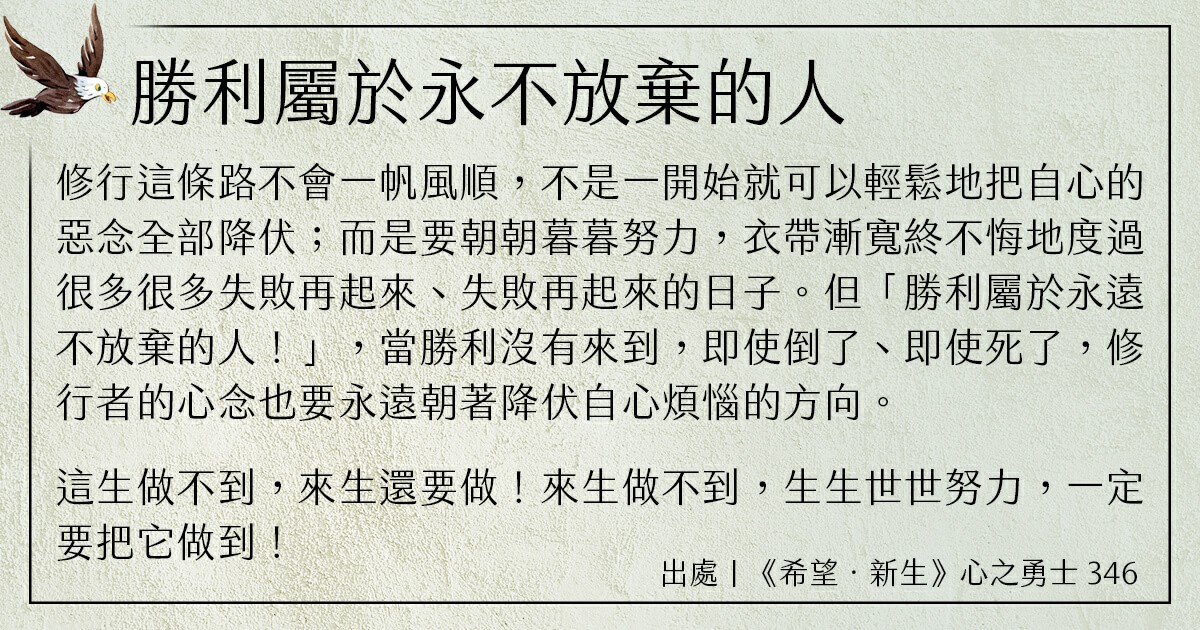 勝利屬於永不放棄的人
修行這條路不會一帆風順，不是一開始就可以輕鬆地把自心的
惡念全部降伏；而是要朝朝暮暮努力，衣帶漸寬終不悔地度過
很多很多失敗再起來、失敗再起來的日子。但「勝利屬於永遠
不放棄的人！」，當勝利沒有來到，即使倒了、即使死了，修
行者的心念也要永遠朝著降伏自心煩惱的方向。
這生做不到，來生還要做！來生做不到，生生世世努力，一定
要把它做到！
出處 | 《希望．新生》心之勇士 346